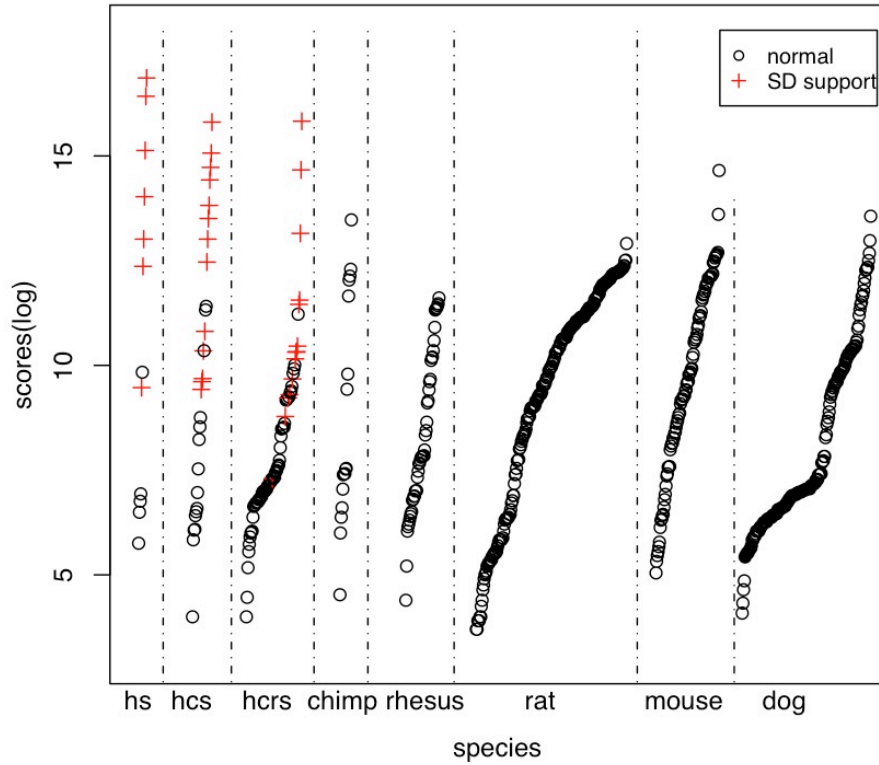 normal
SD support
15
10
5
scores(log)
hs hcs hcrs chimp rhesus rat mouse dog
species